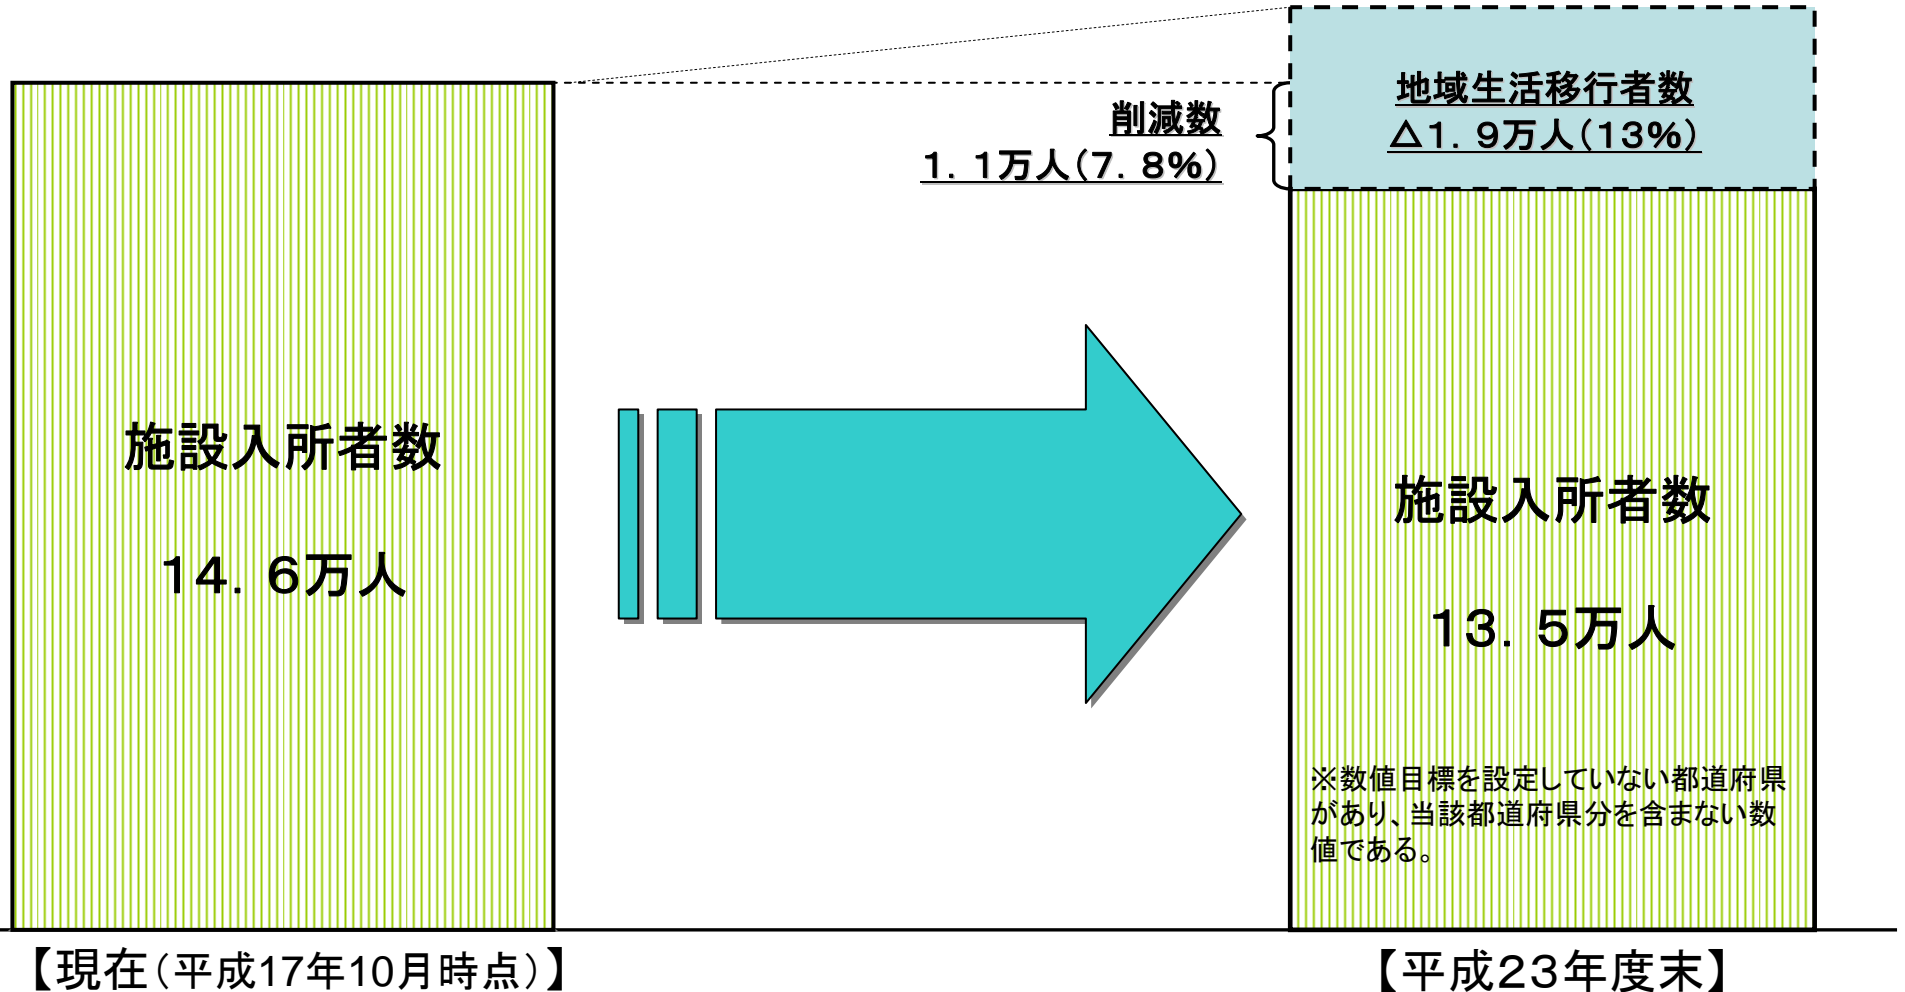 施設入所者数
14．6万人
【現在（平成17年10月時点）】
削減数
1．1万人（7．8%）
地域生活移行者数
△1．9万人（13%）
施設入所者数
13．5万人
※数値目標を設定していない都道府県
があり、当該都道府県分を含まない数
値である。
【平成23年度末】